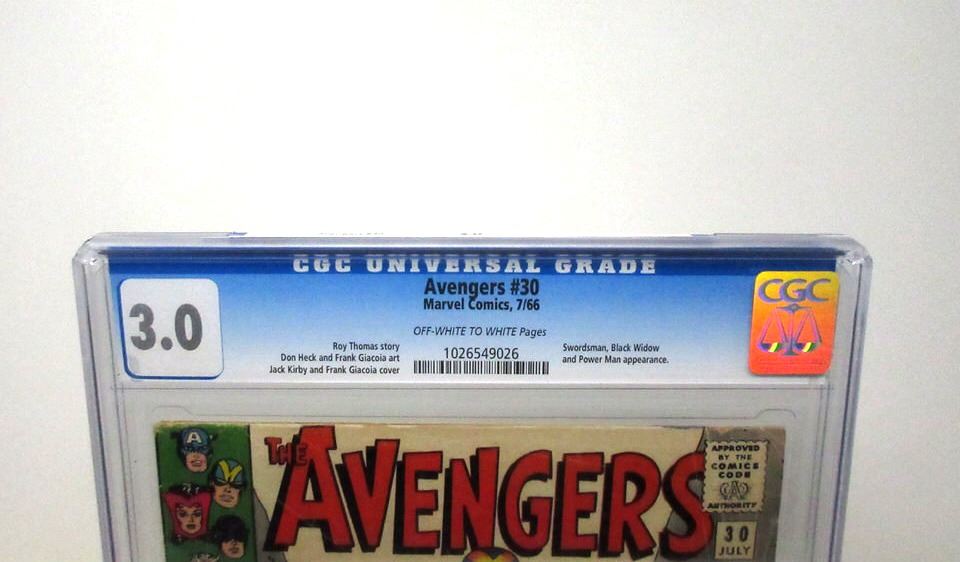 CGC UNIVERSAL GRADE
3.0
Avengers #30
Marvel Comics, 7/66
OFF-WHITE TO WHITE Pages
Roy Thomas story
Don Heck and Frank Giacoia art
Jack Kirby and Frank Giacoia cover
1026549026
Swordsman, Black Widow
and Power Man appearance.
CGC
A
THE
AVENGERS
APPROVED
BY THE
COMICS
CODE
AUTHORITY
30
JULY